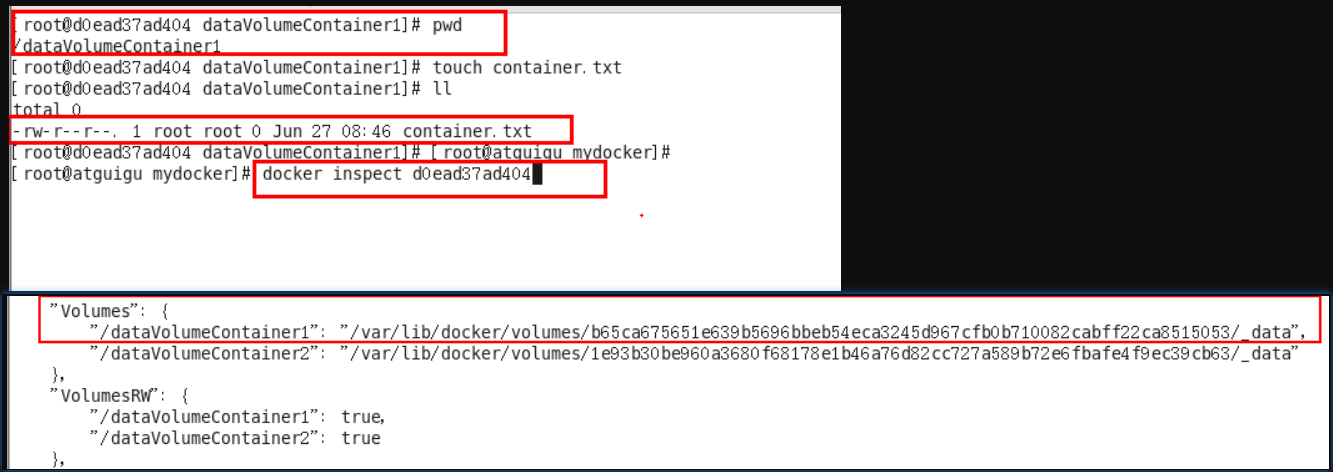 [ root@d0ead37ad404 dataVolumeContainer1]# pwd
/dataVolumeContainer1
[ root@d0ead37ad404 dataVolumeContainer1]# touch container.txt
[ root@d0ead37ad404 dataVolumeContainer1]# ll
total 0
-rw-r--r--. 1 root root 0 Jun 27 08:46 container.txt
[ root@d0ead37ad404 dataVolumeContainer1]# [ root@atguigu mydocker]#
[ root@atguigu mydocker]# docker inspect d0ead37ad404
"Volumes": {
"/dataVolumeContainer1": "/var/lib/docker/volumes/b65ca675651e639b5696bbeb54eca3245d967cfb0b710082cabff22ca8515053/_data",
"/dataVolumeContainer2": "/var/lib/docker/volumes/1e93b30be960a3680f68178e1b46a76d82cc727a589b72e6fbafe4f9ec39cb63/_data"
},
"VolumesRW": {
"/dataVolumeContainer1": true,
"/dataVolumeContainer2": true
},